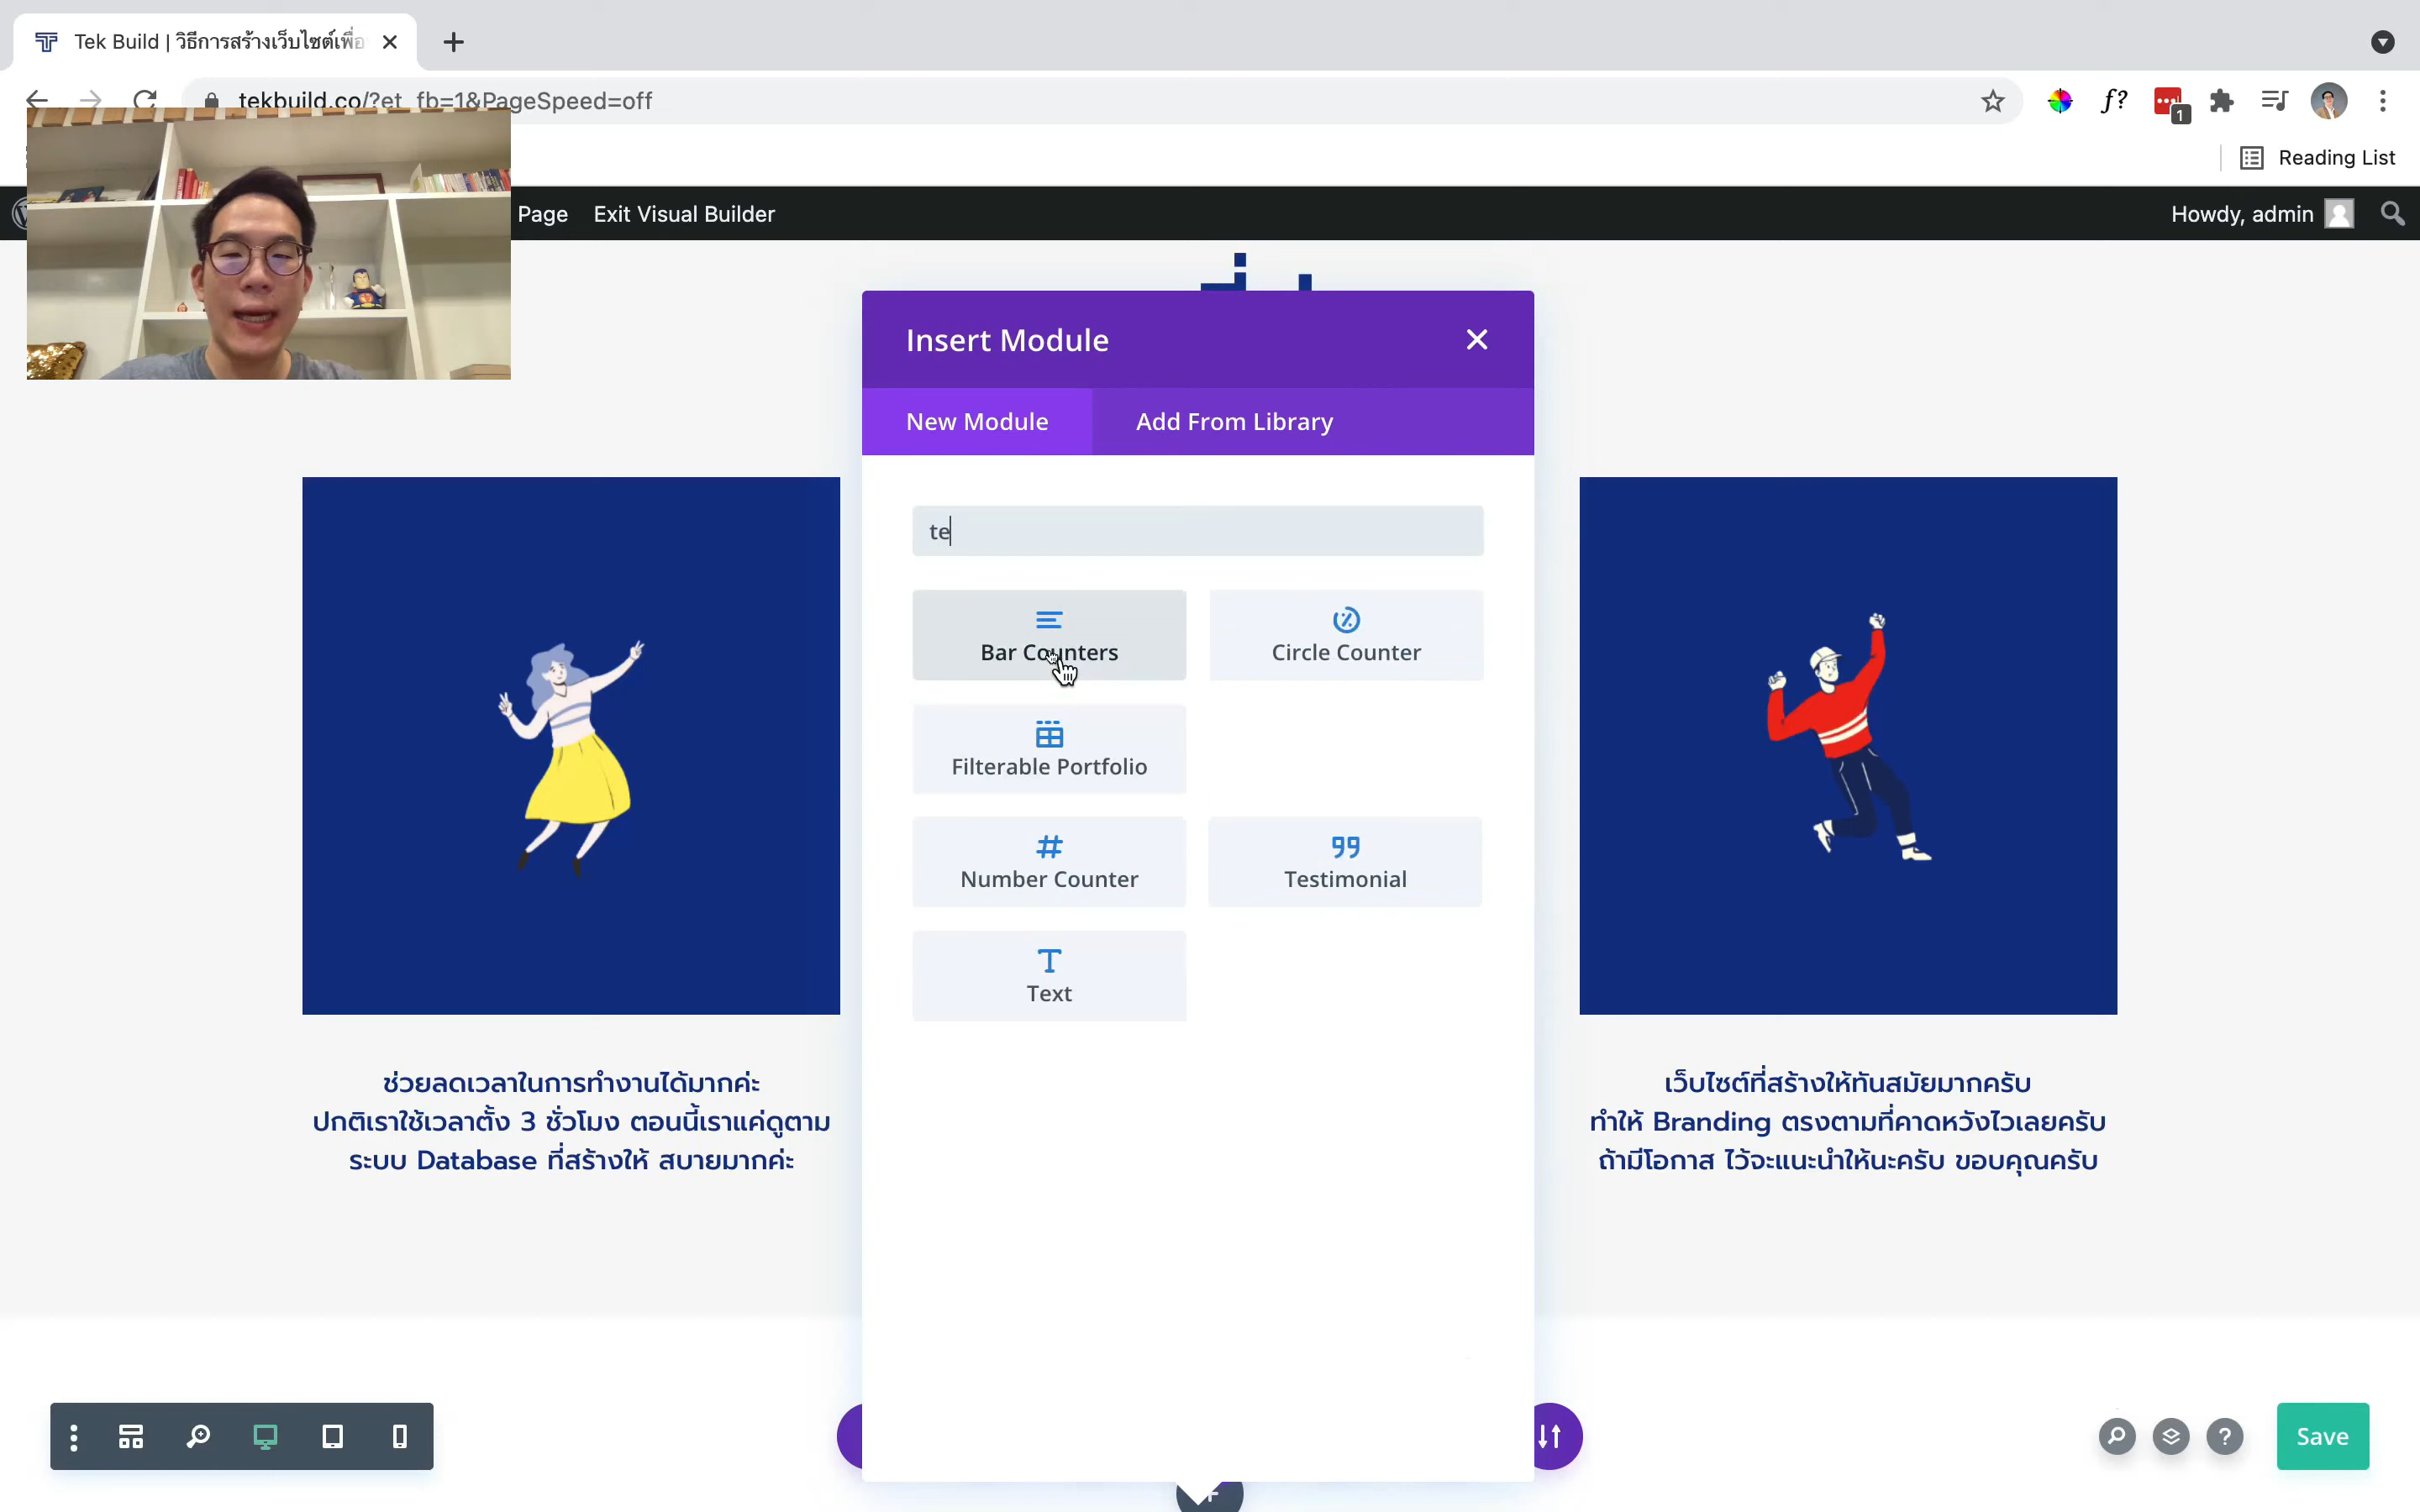 Tek Build | วิธีการสร้างเว็บไซต์เพื่อ
tekbuild.co/?et_fb=1&PageSpeed=off
f?
1
Reading List
Page
Exit Visual Builder
Howdy, admin
Insert Module
New Module
Add From Library
te
Bar Counters
Circle Counter
Filterable Portfolio
Number Counter
Testimonial
Text
ช่วยลดเวลาในการทำงานได้มากค่ะ
ปกติเราใช้เวลาตั้ง 3 ชั่วโมง ตอนนี้เราแค่ดูตาม
ระบบ Database ที่สร้างให้ สบายมากค่ะ
เว็บไซต์ที่สร้างให้ทันสมัยมากครับ
ทำให้ Branding ตรงตามที่คาดหวังไวเลยครับ
ถ้ามีโอกาส ไว้จะแนะนำให้นะครับ ขอบคุณครับ
?
Save